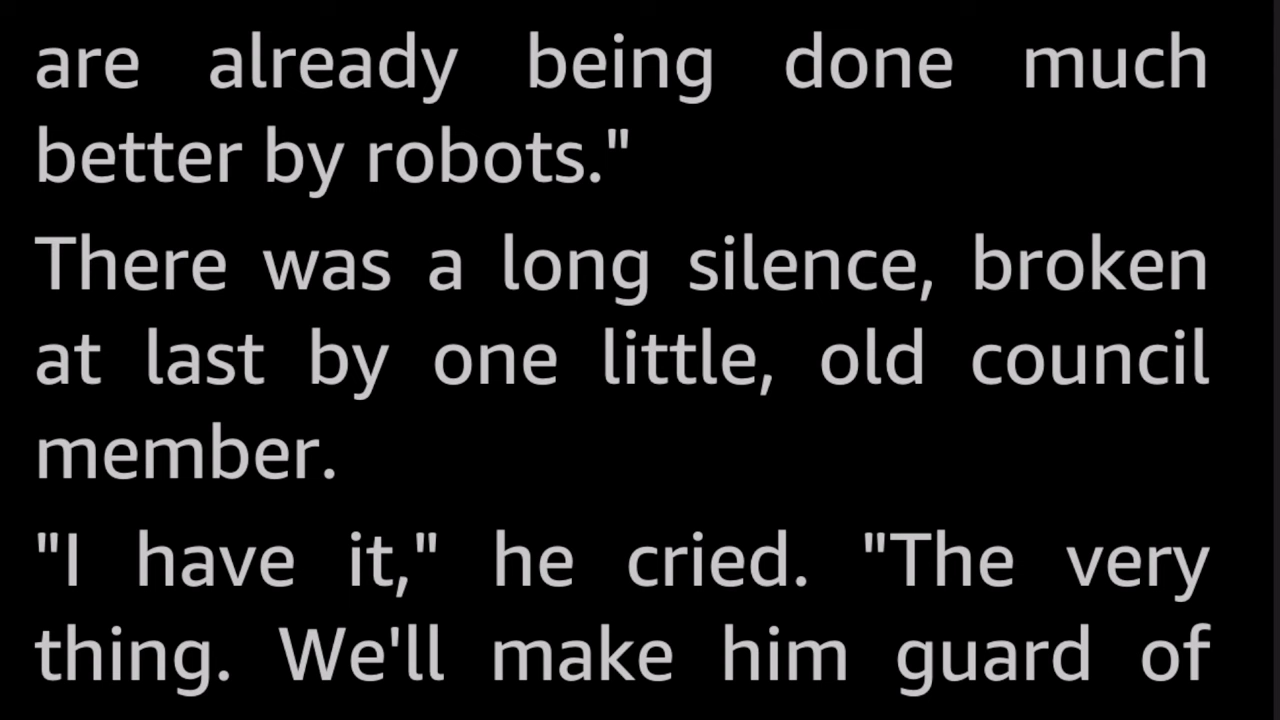 are already being done much
better by robots."
There was a long silence, broken
at last by one little, old council
member.
"I have it," he cried. "The very
thing. We'll make him guard of